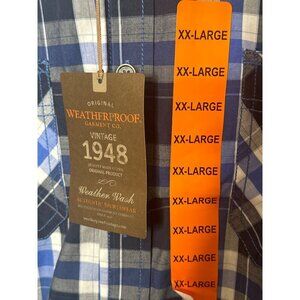 ORIGINAL
WEATHERPROOF
GARMENT CO.
VINTAGE
1948
ORIGINAL PRODUCT
Weather Wash
XX-LARGE
XX-LARGE
XX-LARGE
XX-LARGE
XX-LARGE
XX-LARGE
XX-LARGE
XX-LARGE
XX-LARGE